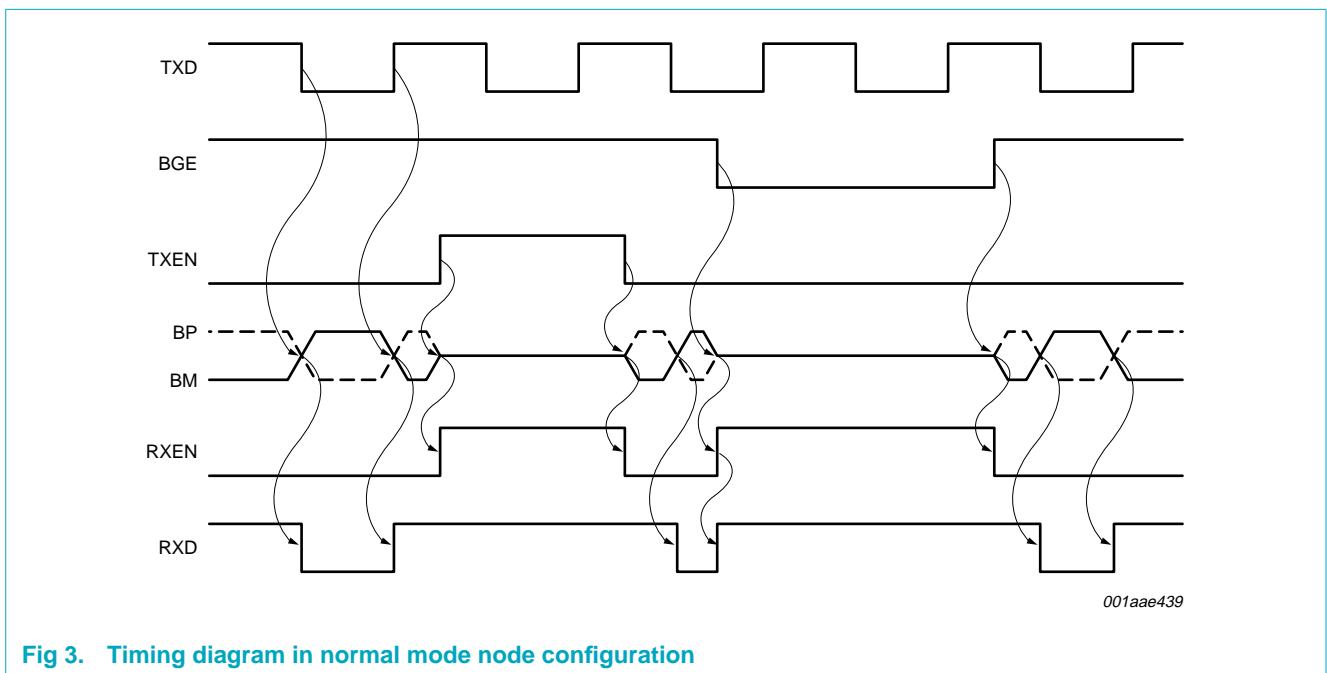 TXD
BGE
TXEN
BP
BM
RXEN
RXD
001aae439
Fig 3. Timing diagram in normal mode node configuration